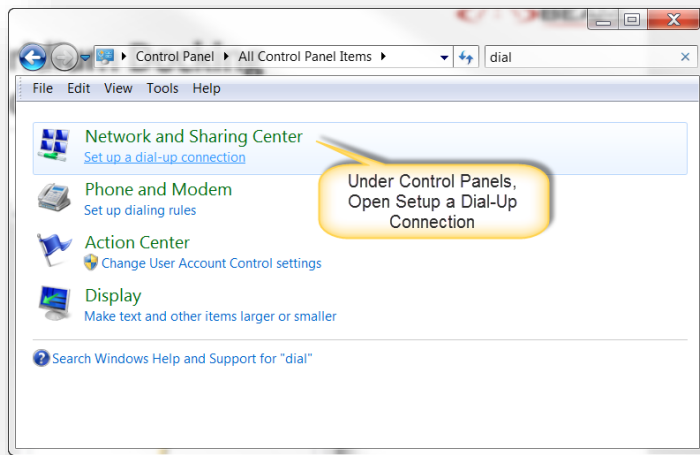 Control Panel ▸ All Control Panel Items ▸ dial
File Edit View Tools Help
Network and Sharing Center
Set up a dial-up connection
Phone and Modem
Set up dialing rules
Action Center
Change User Account Control settings
Display
Make text and other items larger or smaller
Search Windows Help and Support for "dial"
Under Control Panels,
Open Setup a Dial-Up
Connection